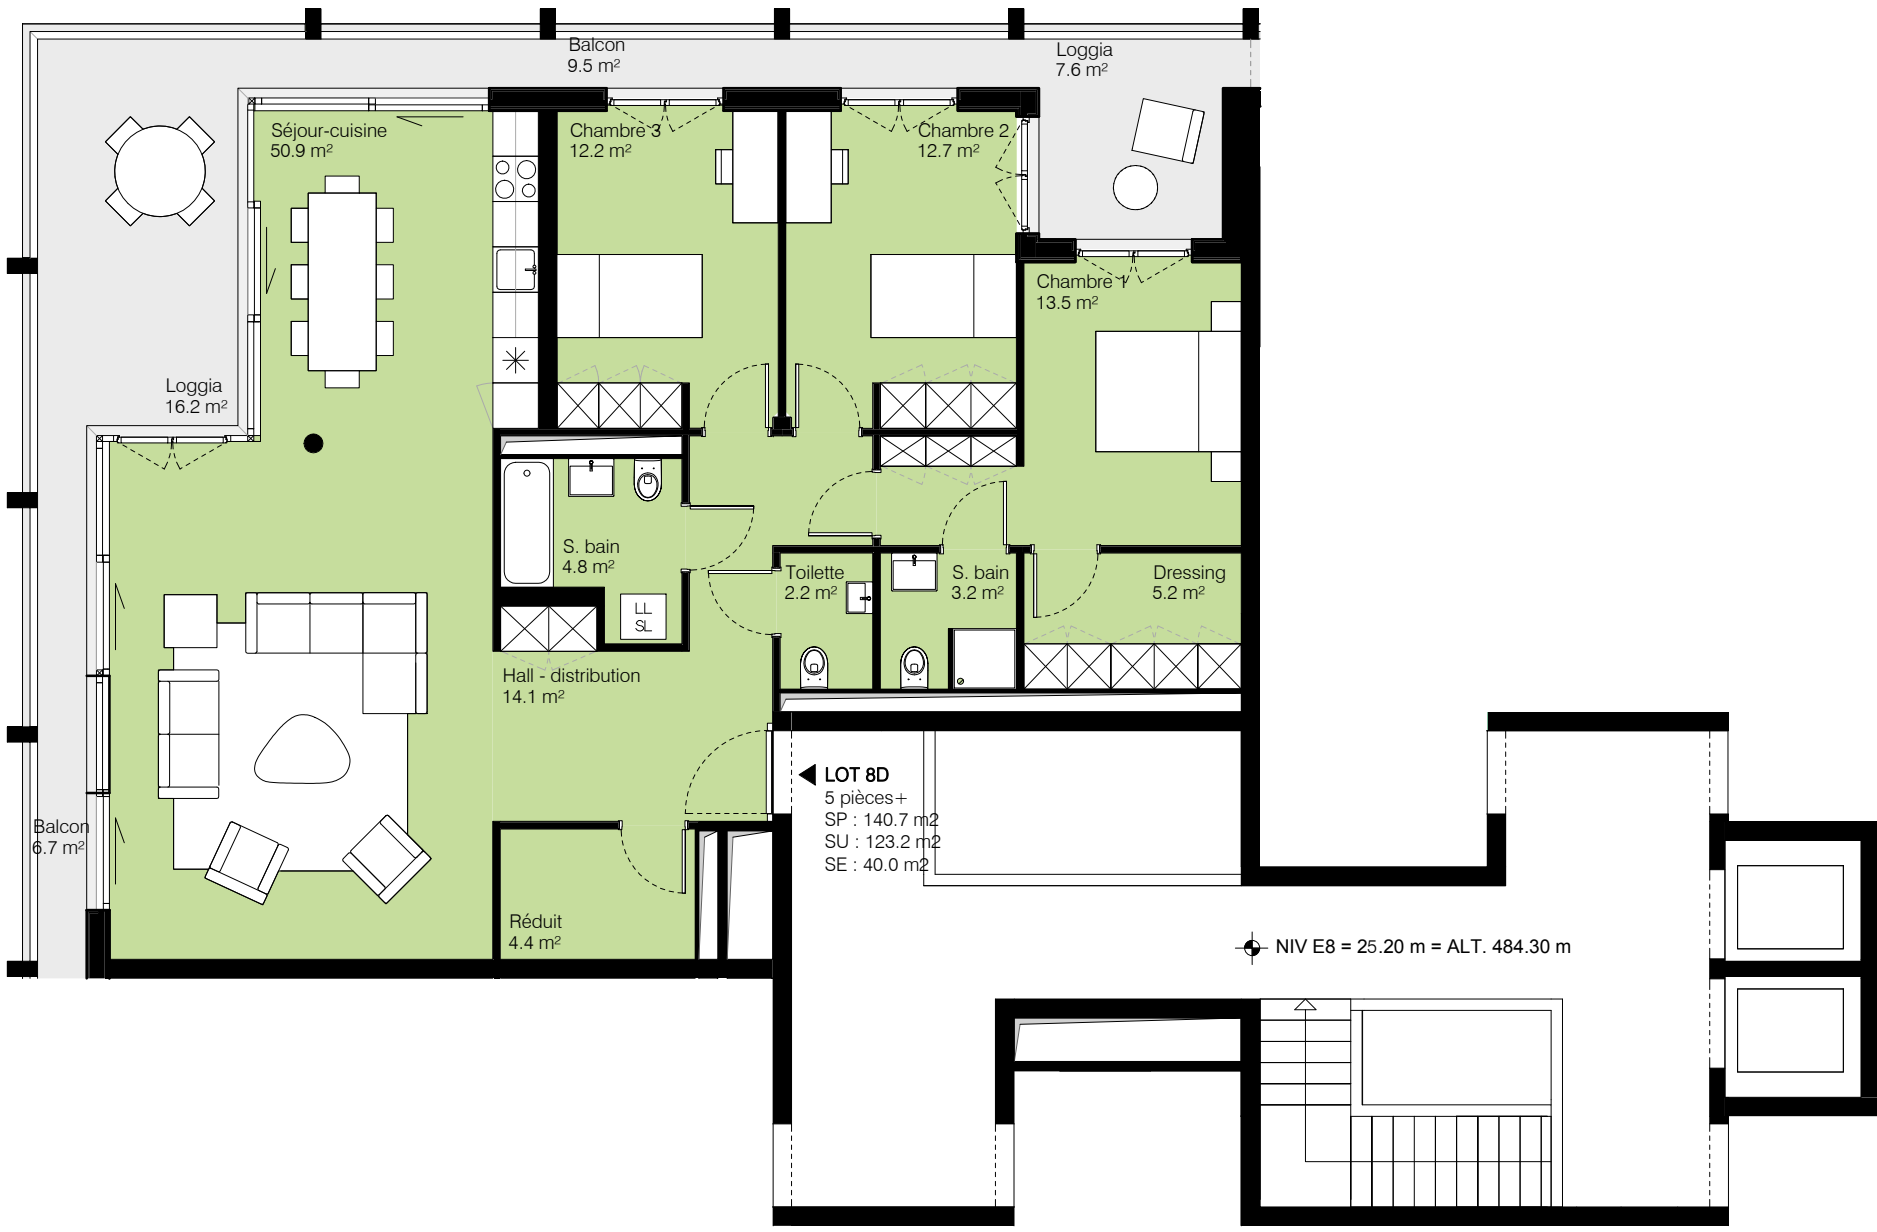 Balcon
9.5 m²
Loggia
7.6 m²
Séjour-cuisine
50.9 m²
Chambre 3
12.2 m²
Chambre 2
12.7 m²
Chambre 1
13.5 m²
Loggia
16.2 m²
S. bain
4.8 m²
Toilette
2.2 m²
S. bain
3.2 m²
Dressing
5.2 m²
LL
SL
Hall - distribution
14.1 m²
LOT 8D
5 pièces+
SP : 140.7 m2
SU : 123.2 m2
SE : 40.0 m2
Balcon
6.7 m²
Réduit
4.4 m²
NIV E8 = 25.20 m = ALT. 484.30 m